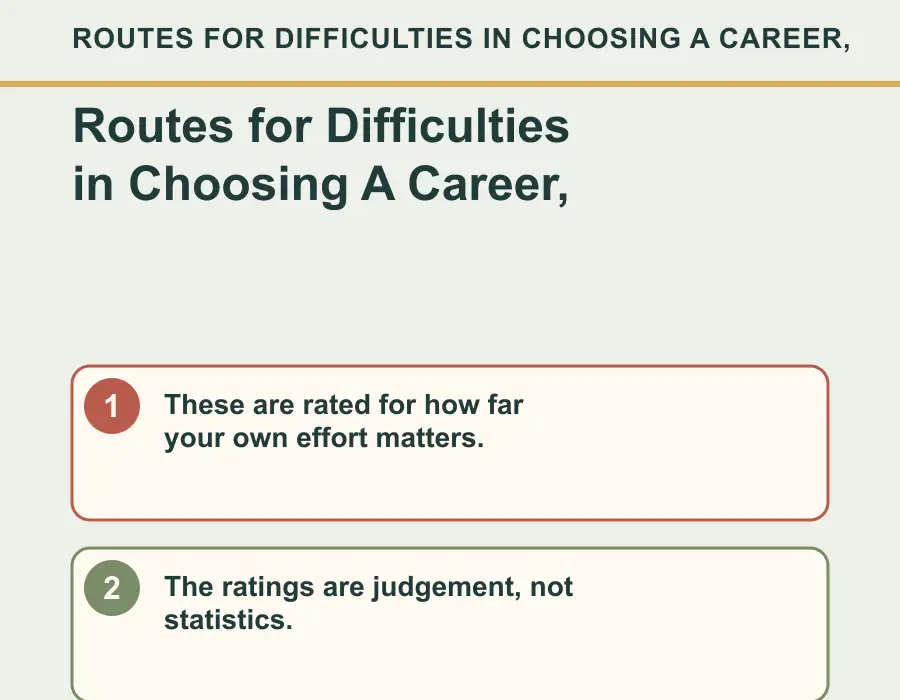 ROUTES FOR DIFFICULTIES IN CHOOSING A CAREER,
Routes for Difficulties
in Choosing A Career,
1
These are rated for how far
your own effort matters.
2
The ratings are judgement, not
statistics.